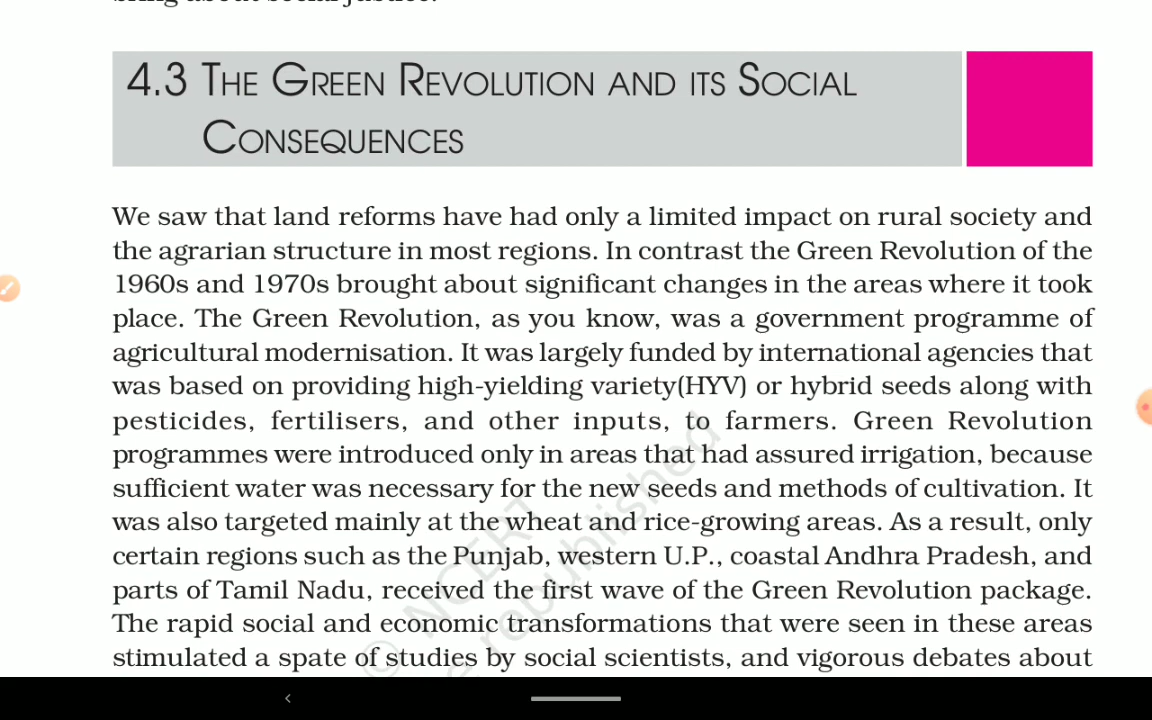 bring about social justice.
4.3 THE GREEN REVOLUTION AND ITS SOCIAL
CONSEQUENCES
We saw that land reforms have had only a limited impact on rural society and
the agrarian structure in most regions. In contrast the Green Revolution of the
1960s and 1970s brought about significant changes in the areas where it took
place. The Green Revolution, as you know, was a government programme of
agricultural modernisation. It was largely funded by international agencies that
was based on providing high-yielding variety(HYV) or hybrid seeds along with
pesticides, fertilisers, and other inputs, to farmers. Green Revolution
programmes were introduced only in areas that had assured irrigation, because
sufficient water was necessary for the new seeds and methods of cultivation. It
was also targeted mainly at the wheat and rice-growing areas. As a result, only
certain regions such as the Punjab, western U.P., coastal Andhra Pradesh, and
parts of Tamil Nadu, received the first wave of the Green Revolution package.
The rapid social and economic transformations that were seen in these areas
stimulated a spate of studies by social scientists, and vigorous debates about
© NCERT
republished